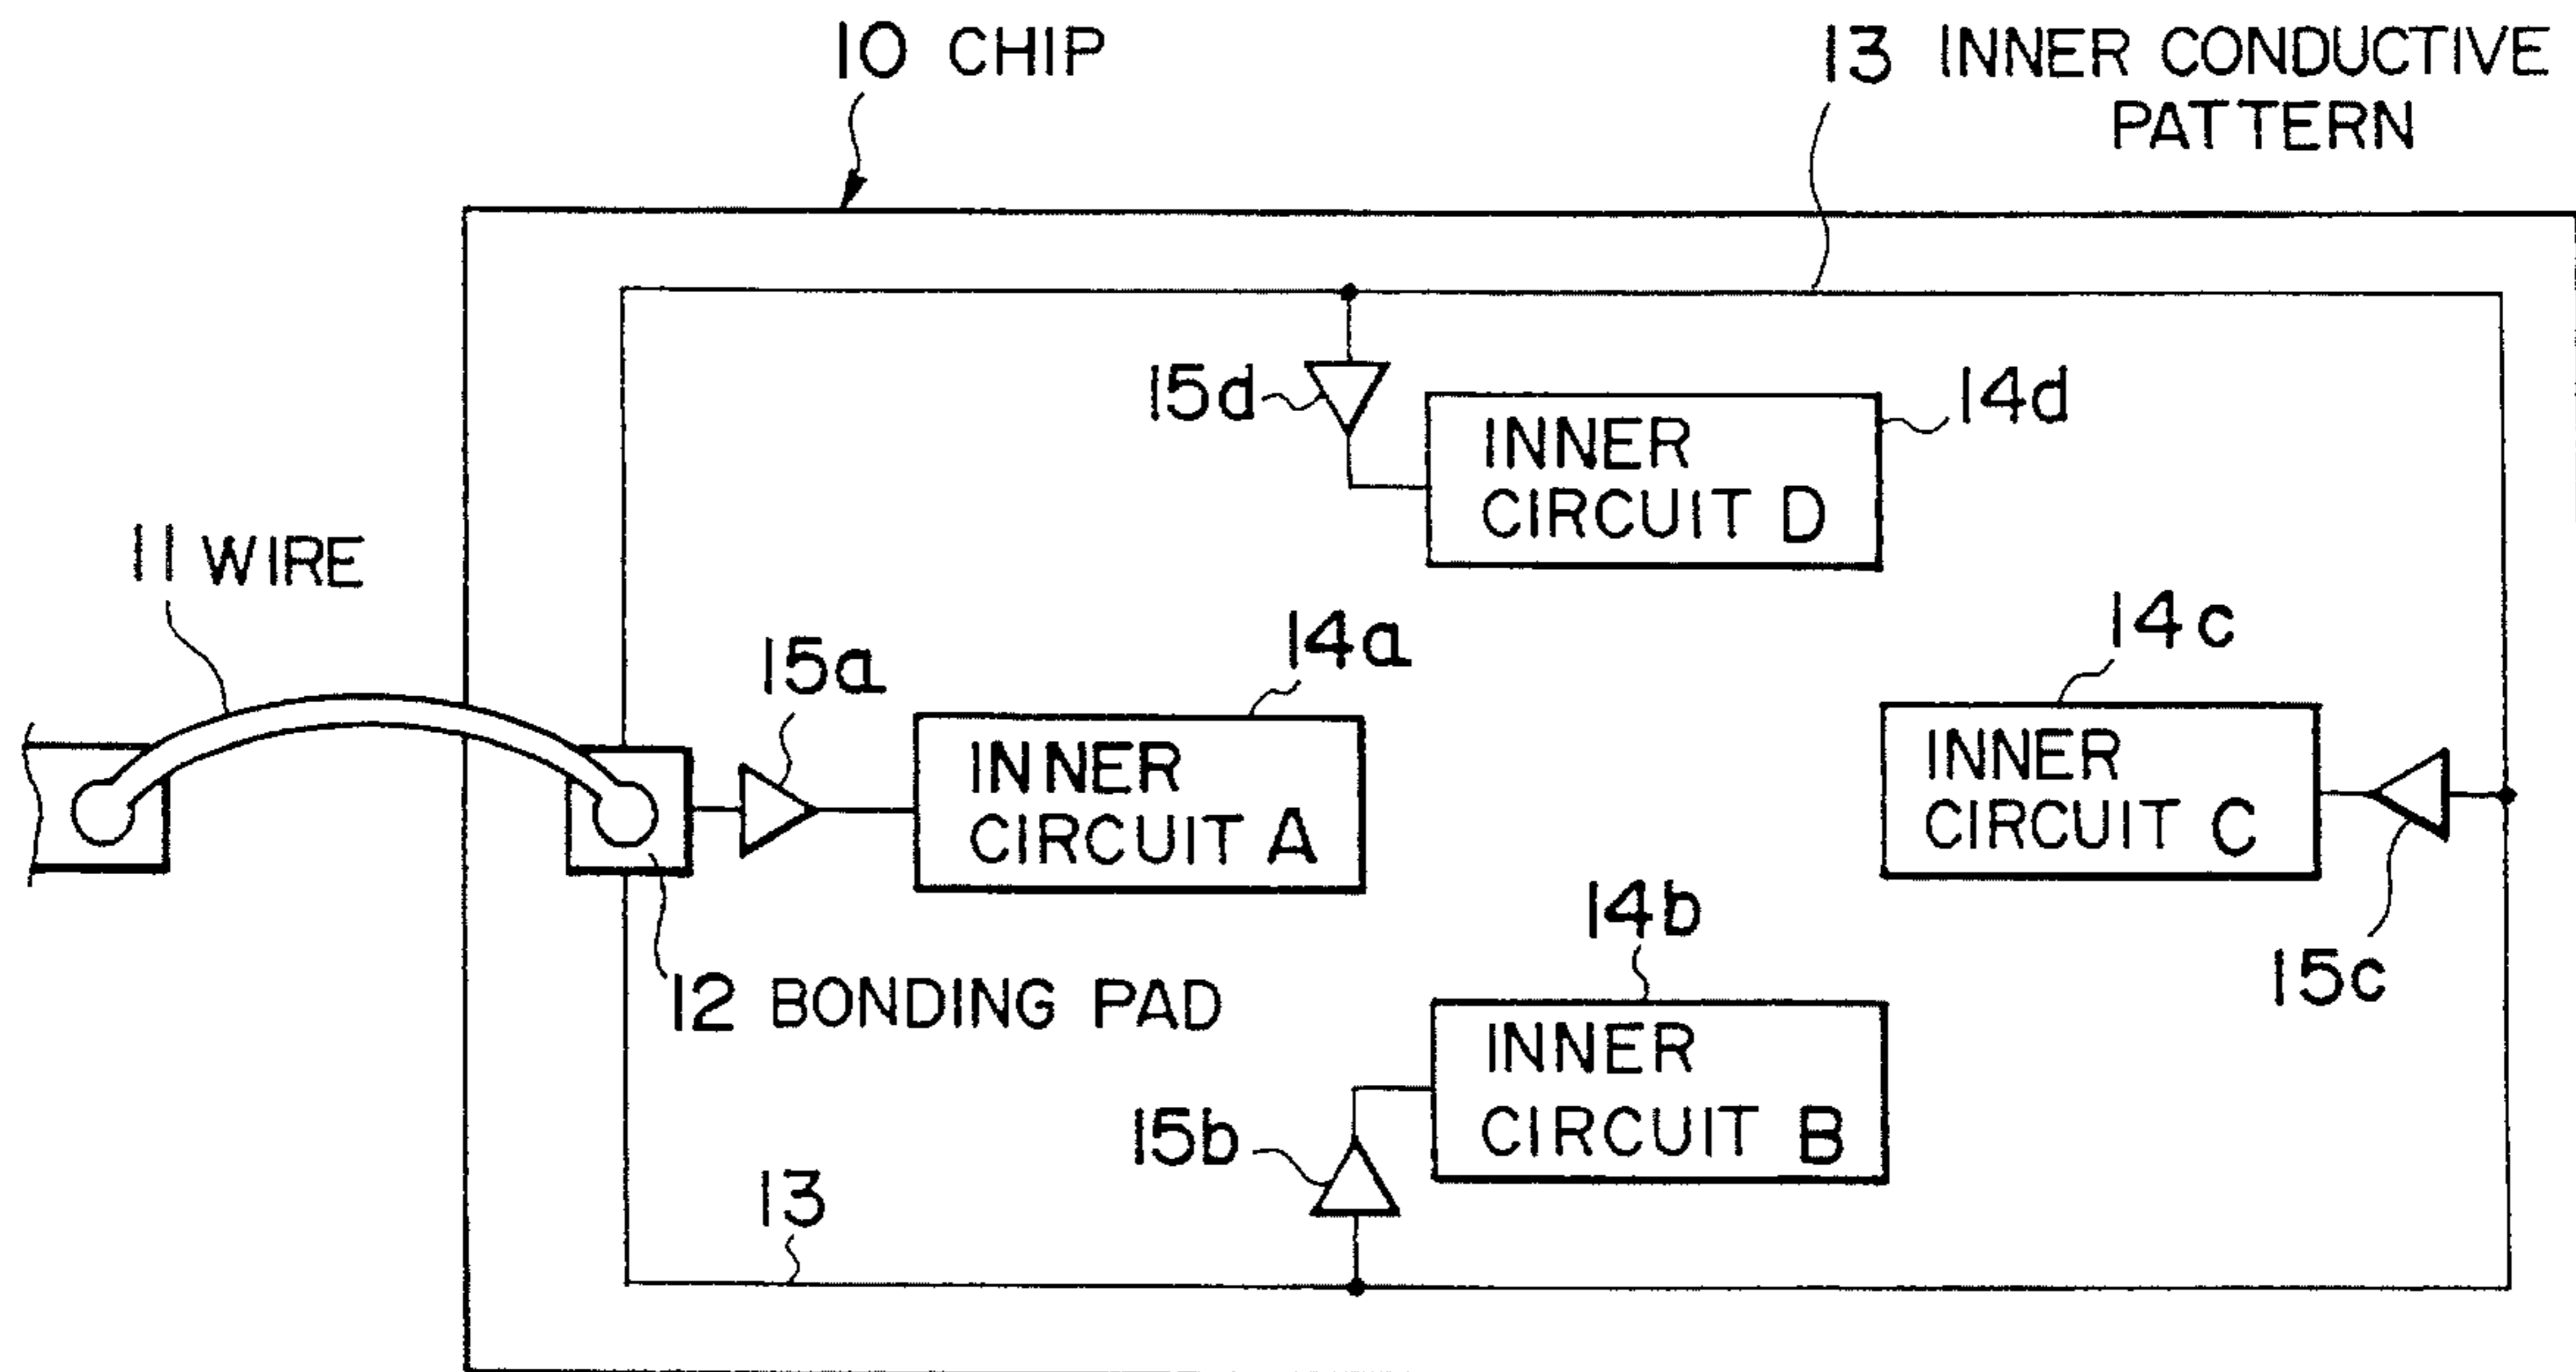 10 CHIP
13 INNER CONDUCTIVE
PATTERN
15d
14d
INNER
CIRCUIT D
11 WIRE
15a
14a
14c
INNER
CIRCUIT A
INNER
CIRCUIT C
14b
15c
12 BONDING PAD
INNER
CIRCUIT B
15b
13